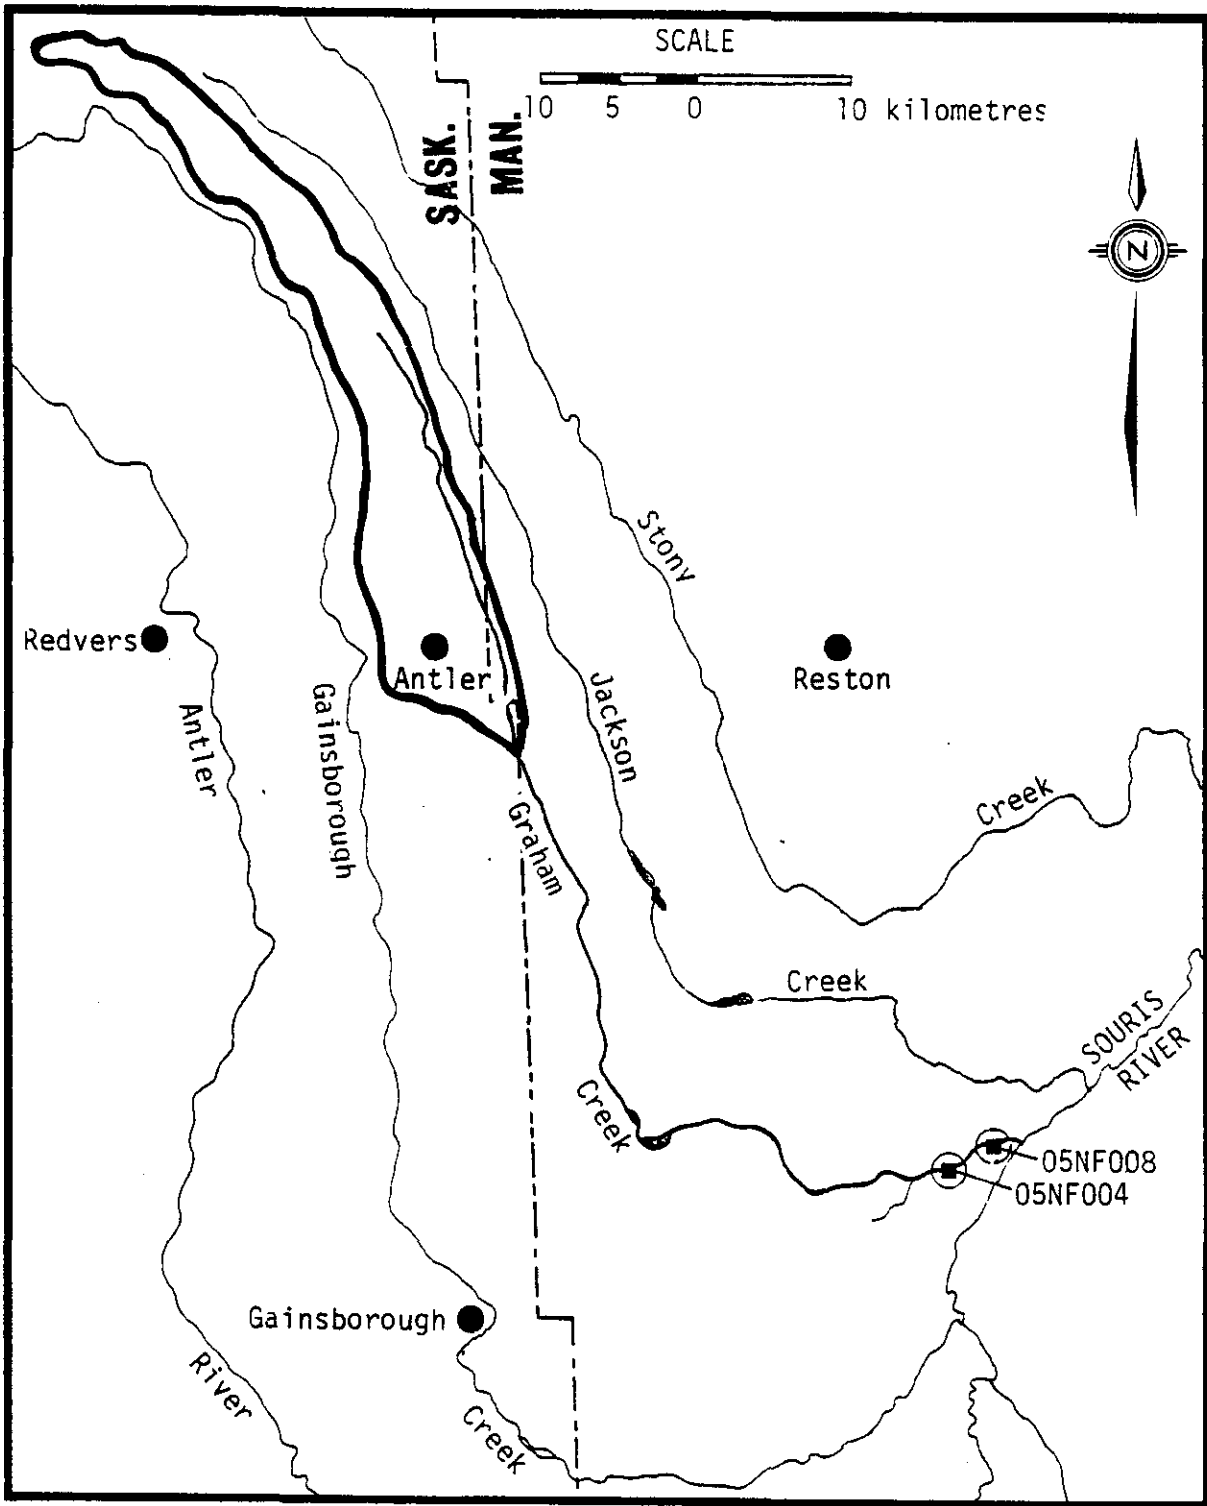 SCALE
10 5 0 10 kilometres
SASK.
MAN.
N
Stony
Redvers
Antler
Reston
Antler
Gainsborough
Jackson
Creek
Graham
Creek
SOURIS
RIVER
Creek
05NF008
05NF004
Gainsborough
River
Creek